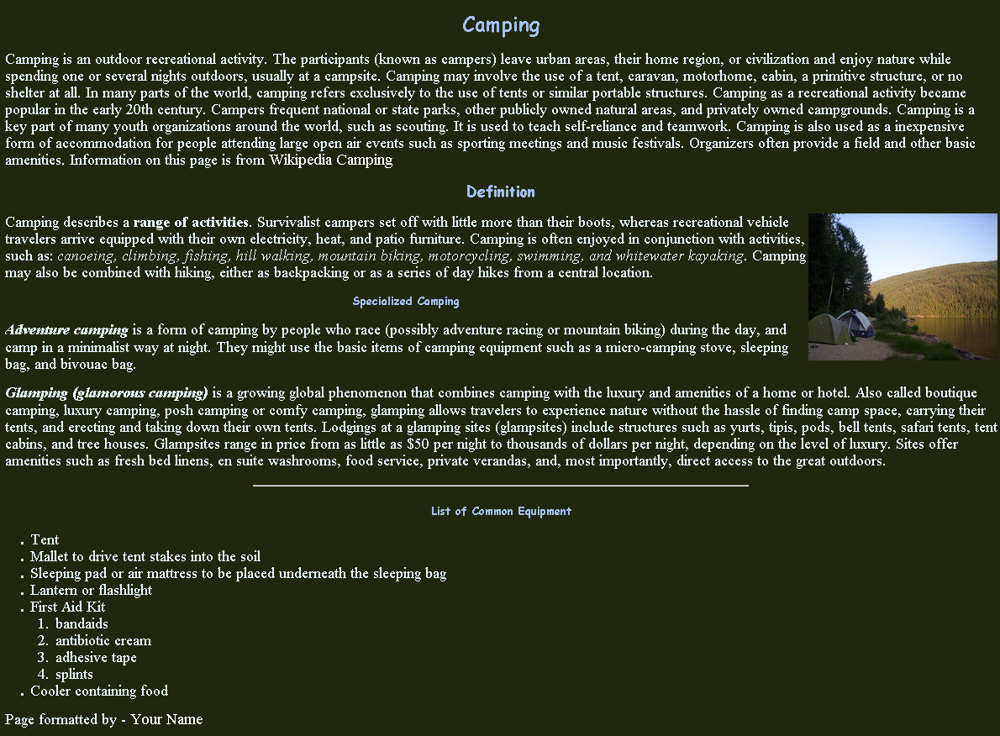 Camping
Camping is an outdoor recreational activity. The participants (known as campers) leave urban areas, their home region, or civilization and enjoy nature while
spending one or several nights outdoors, usually at a campsite. Camping may involve the use of a tent, caravan, motorhome, cabin, a primitive structure, or no
shelter at all. In many parts of the world, camping refers exclusively to the use of tents or similar portable structures. Camping as a recreational activity became
popular in the early 20th century. Campers frequent national or state parks, other publicly owned natural areas, and privately owned campgrounds. Camping is a
key part of many youth organizations around the world, such as scouting. It is used to teach self-reliance and teamwork. Camping is also used as a inexpensive
form of accommodation for people attending large open air events such as sporting meetings and music festivals. Organizers often provide a field and other basic
amenities. Information on this page is from Wikipedia Camping
Definition
Camping describes a range of activities. Survivalist campers set off with little more than their boots, whereas recreational vehicle
travelers arrive equipped with their own electricity, heat, and patio furniture. Camping is often enjoyed in conjunction with activities,
such as: canoeing, climbing, fishing, hill walking, mountain biking, motorcycling, swimming, and whitewater kayaking. Camping
may also be combined with hiking, either as backpacking or as a series of day hikes from a central location.
Specialized Camping
Adventure camping is a form of camping by people who race (possibly adventure racing or mountain biking) during the day, and
camp in a minimalist way at night. They might use the basic items of camping equipment such as a micro-camping stove, sleeping
bag, and bivouac bag.
Glamping (glamorous camping) is a growing global phenomenon that combines camping with the luxury and amenities of a home or hotel. Also called boutique
camping, luxury camping, posh camping or comfy camping, glamping allows travelers to experience nature without the hassle of finding camp space, carrying their
tents, and erecting and taking down their own tents. Lodgings at a glamping sites (glampsites) include structures such as yurts, tipis, pods, bell tents, safari tents, tent
cabins, and tree houses. Glampsites range in price from as little as $50 per night to thousands of dollars per night, depending on the level of luxury. Sites offer
amenities such as fresh bed linens, en suite washrooms, food service, private verandas, and, most importantly, direct access to the great outdoors.
List of Common Equipment
. Tent
. Mallet to drive tent stakes into the soil
. Sleeping pad or air mattress to be placed underneath the sleeping bag
. Lantern or flashlight
. First Aid Kit
1. bandaids
2. antibiotic cream
3. adhesive tape
4. splints
. Cooler containing food
Page formatted by - Your Name